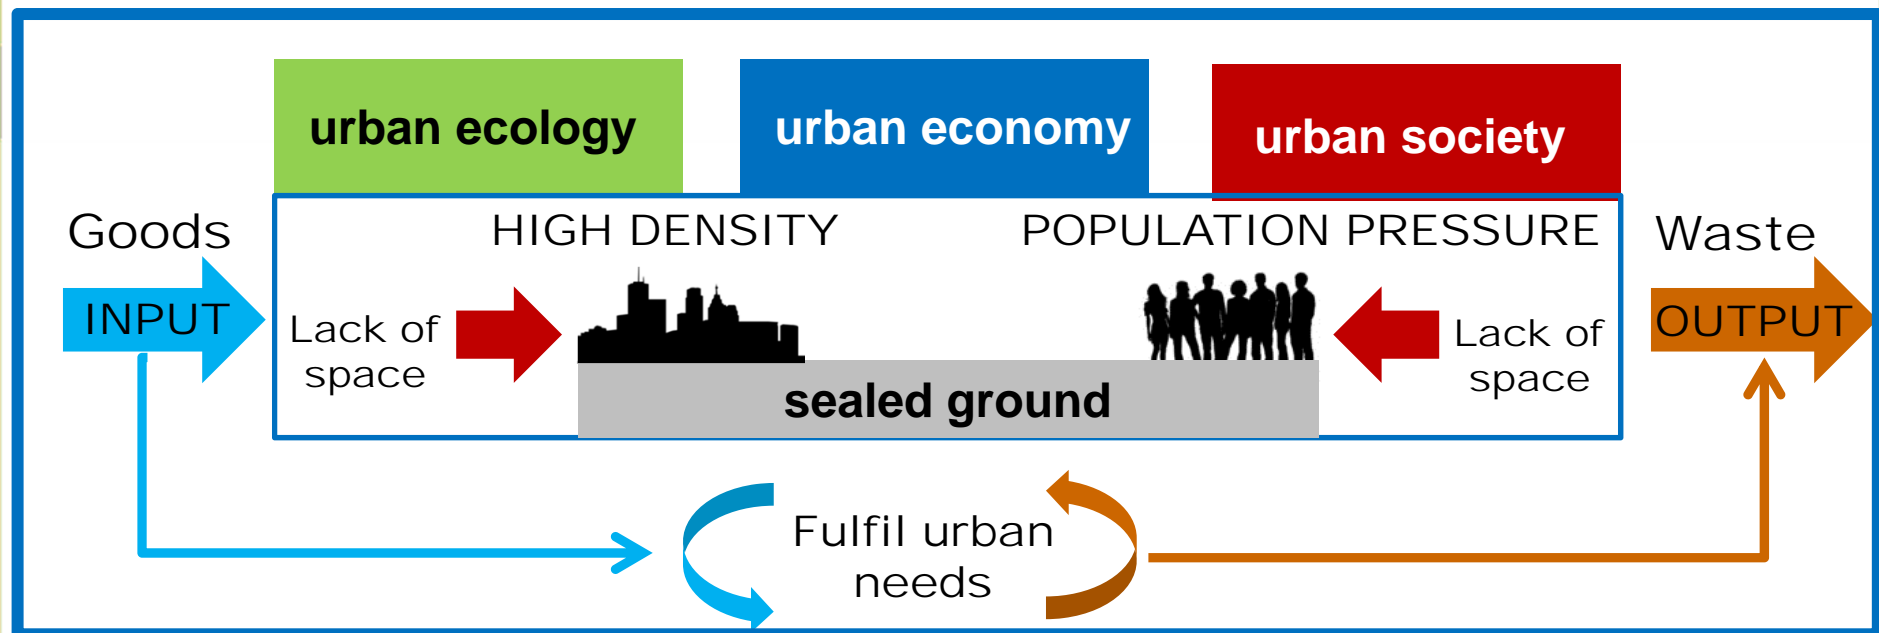 urban ecology
urban economy
urban society
Goods
HIGH DENSITY
POPULATION PRESSURE
Waste
INPUT
Lack of
space
Lack of
space
OUTPUT
sealed ground
Fulfil urban
needs